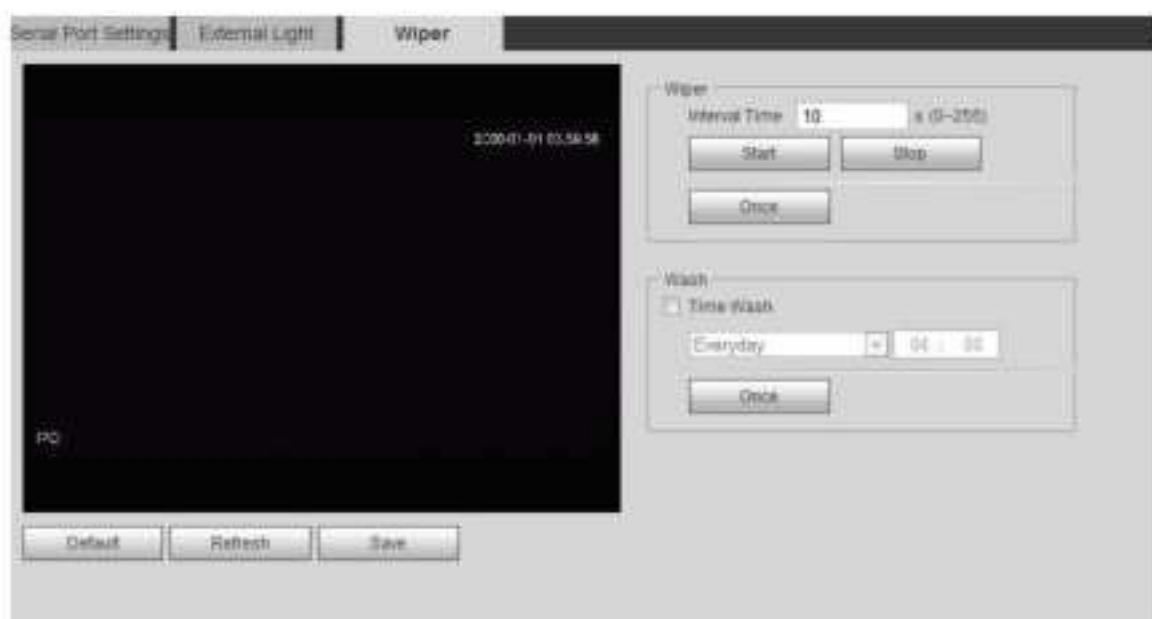 Serial Port Settings External Light Wiper
Wiper
Interval Time 10 s (0~255)
Start Stop
Once
Wash
Time Wash
Everyday
Once
Default Refresh Save